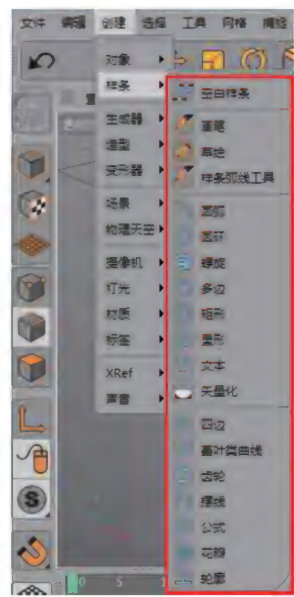 文件 编辑 创建 选择 工具 网格 捕捉
对象
样条
生成器
造型
变形器
场景
物理天空
摄像机
灯光
材质
标签
XRef
声音
空白样条
画笔
草绘
样条弧线工具
圆弧
圆环
螺旋
多边
矩形
星形
文本
矢量化
四边
蔓叶类曲线
齿轮
摆线
公式
花瓣
轮廓
0 5